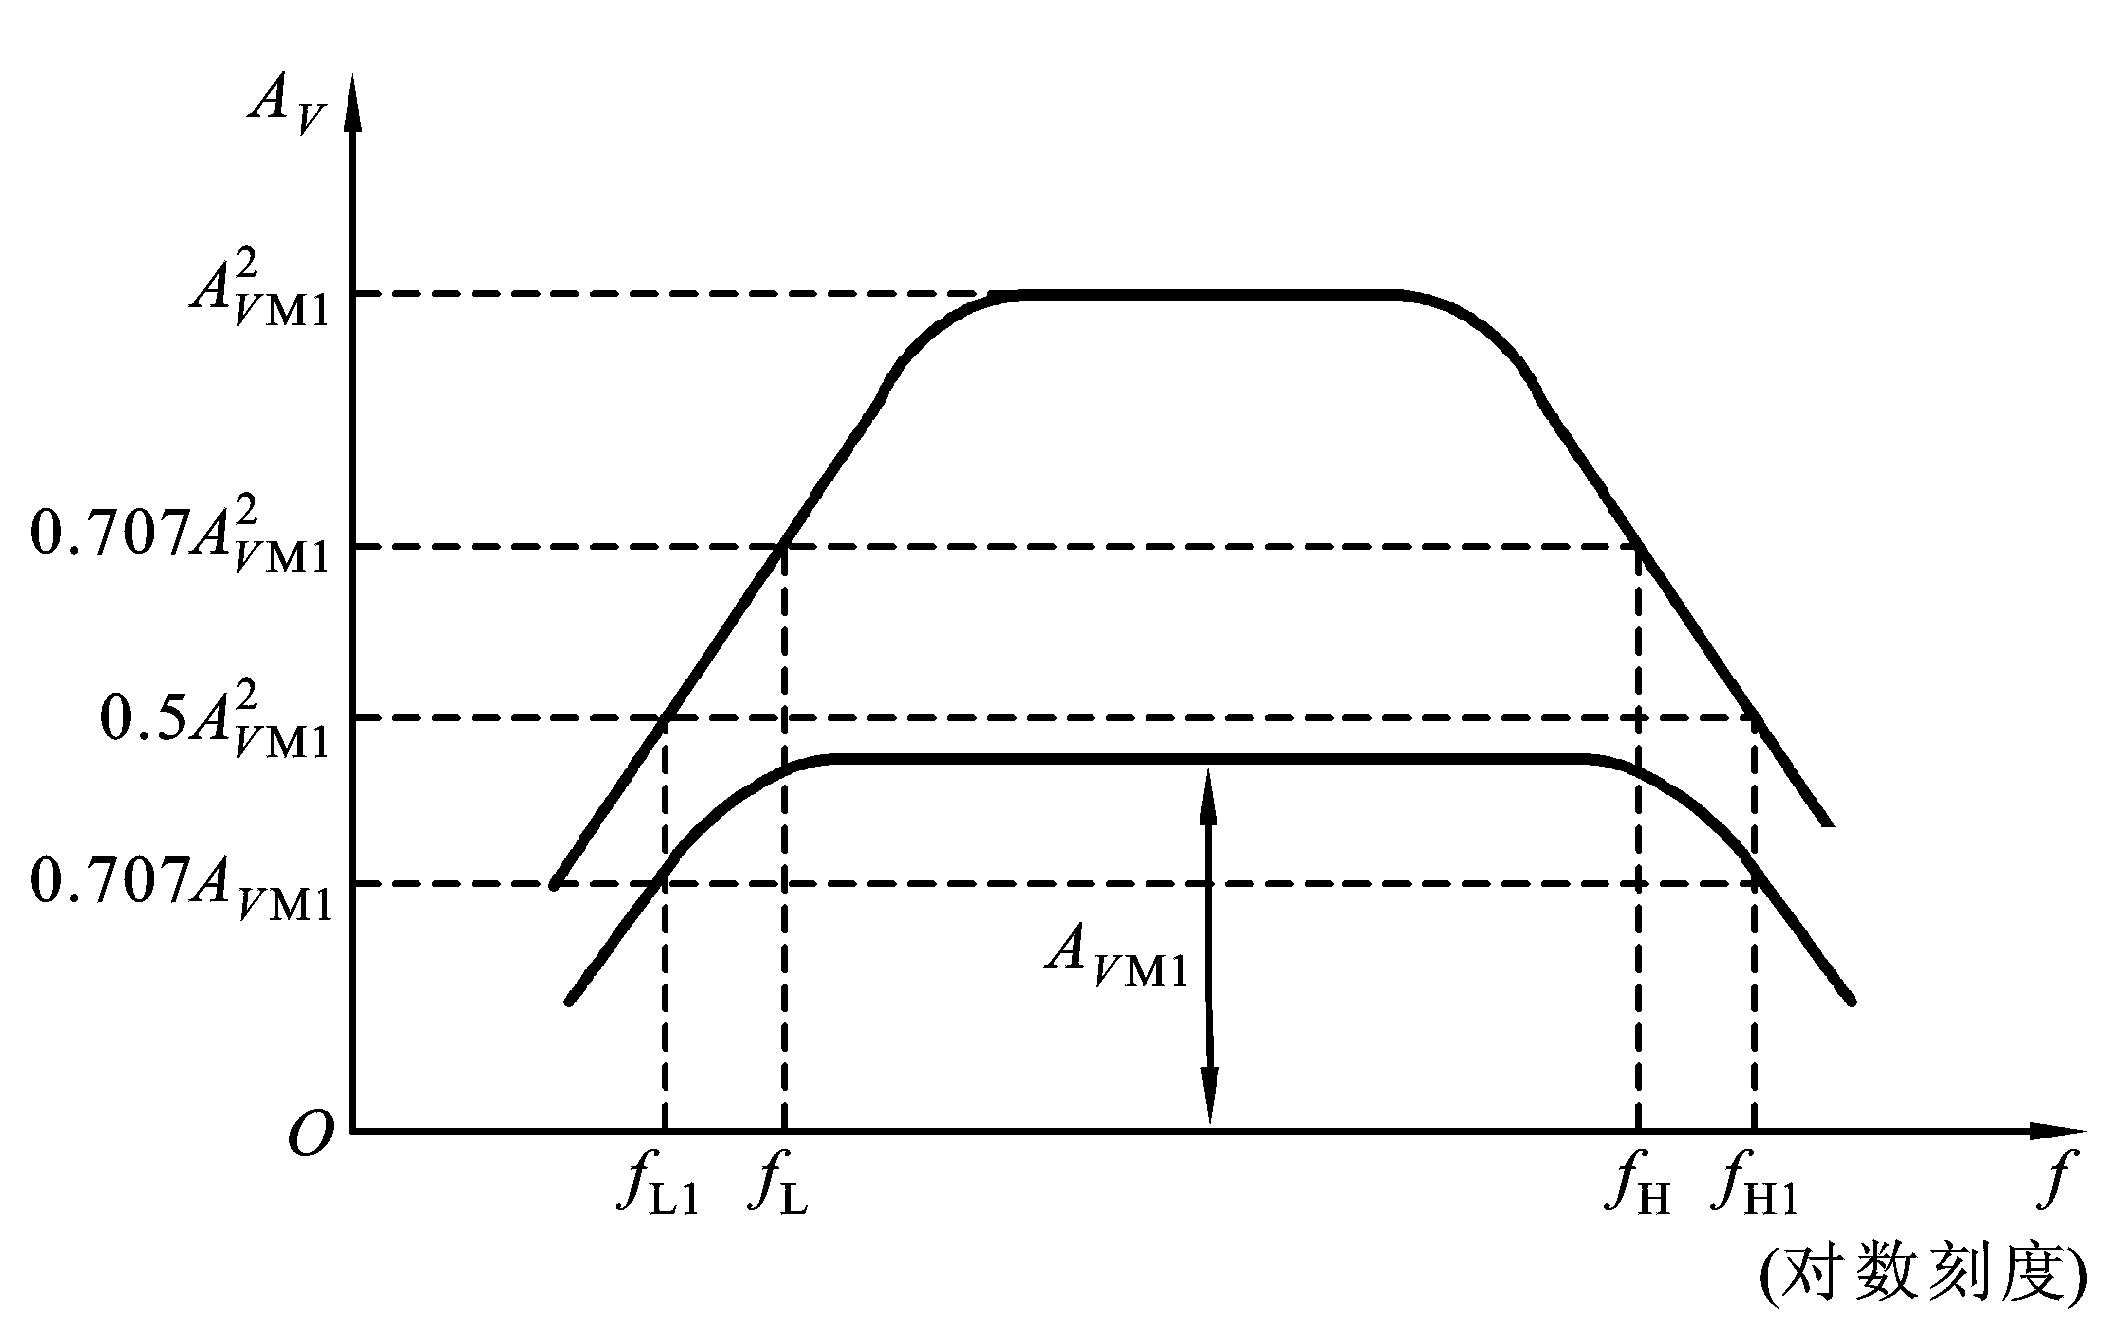 A_V
A²_VM1
0.707A²_VM1
0.5A²_VM1
0.707A_VM1
A_VM1
O
f_L1 f_L f_H f_H1 f
(对数刻度)